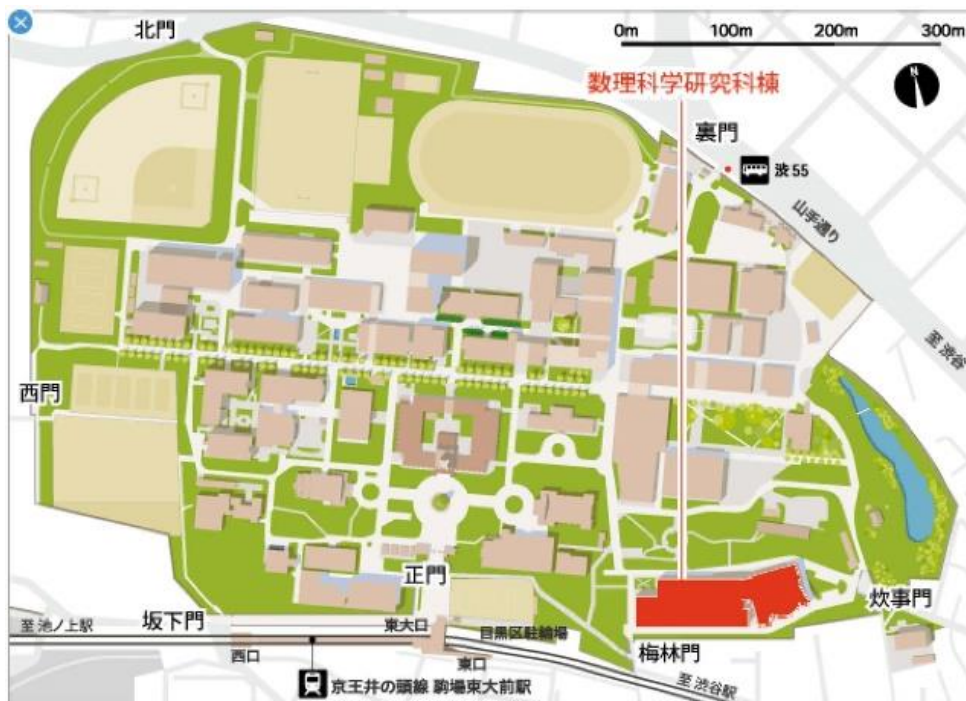 北門
0m 100m 200m 300m
N
数理科学研究科棟
裏門
渋 55
山手通り
至 渋谷
西門
正門
炊事門
坂下門
至 池ノ上駅
東大口
目黒区駐輪場
梅林門
西口
東口
至 渋谷駅
京王井の頭線 駒場東大前駅